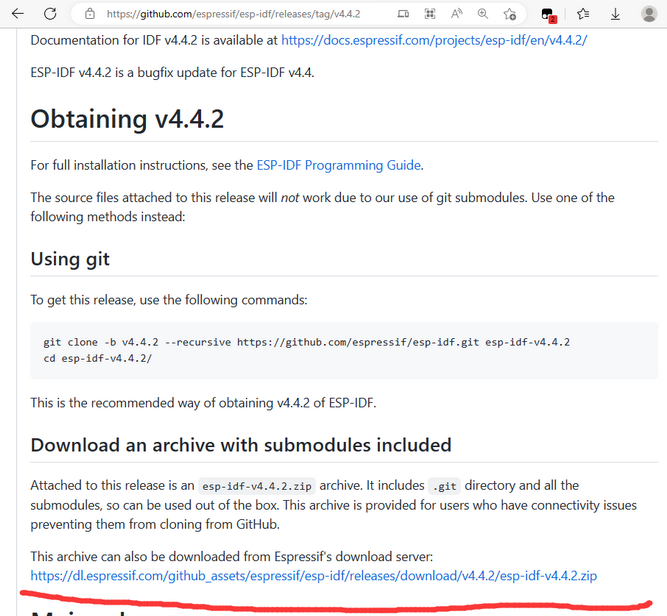 https://github.com/espressif/esp-idf/releases/tag/v4.4.2
2
Documentation for IDF v4.4.2 is available at https://docs.espressif.com/projects/esp-idf/en/v4.4.2/
ESP-IDF v4.4.2 is a bugfix update for ESP-IDF v4.4.
Obtaining v4.4.2
For full installation instructions, see the ESP-IDF Programming Guide.
The source files attached to this release will not work due to our use of git submodules. Use one of the
following methods instead:
Using git
To get this release, use the following commands:
git clone -b v4.4.2 --recursive https://github.com/espressif/esp-idf.git esp-idf-v4.4.2
cd esp-idf-v4.4.2/
This is the recommended way of obtaining v4.4.2 of ESP-IDF.
Download an archive with submodules included
Attached to this release is an esp-idf-v4.4.2.zip archive. It includes .git directory and all the
submodules, so can be used out of the box. This archive is provided for users who have connectivity issues
preventing them from cloning from GitHub.
This archive can also be downloaded from Espressif's download server:
https://dl.espressif.com/github_assets/espressif/esp-idf/releases/download/v4.4.2/esp-idf-v4.4.2.zip